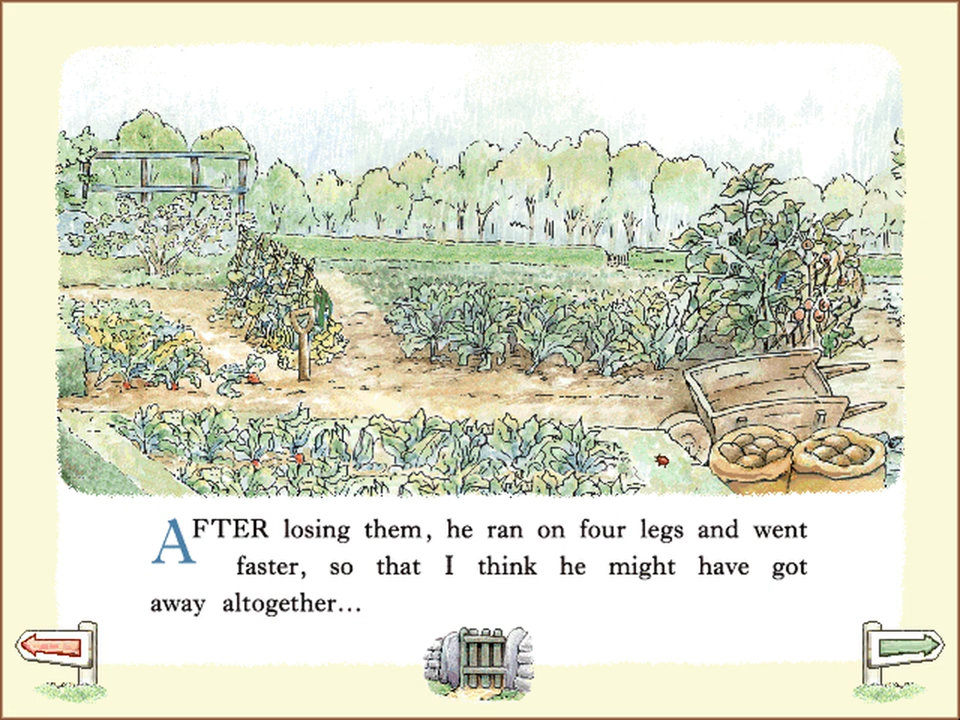 AFTER losing them, he ran on four legs and went
faster, so that I think he might have got
away altogether...